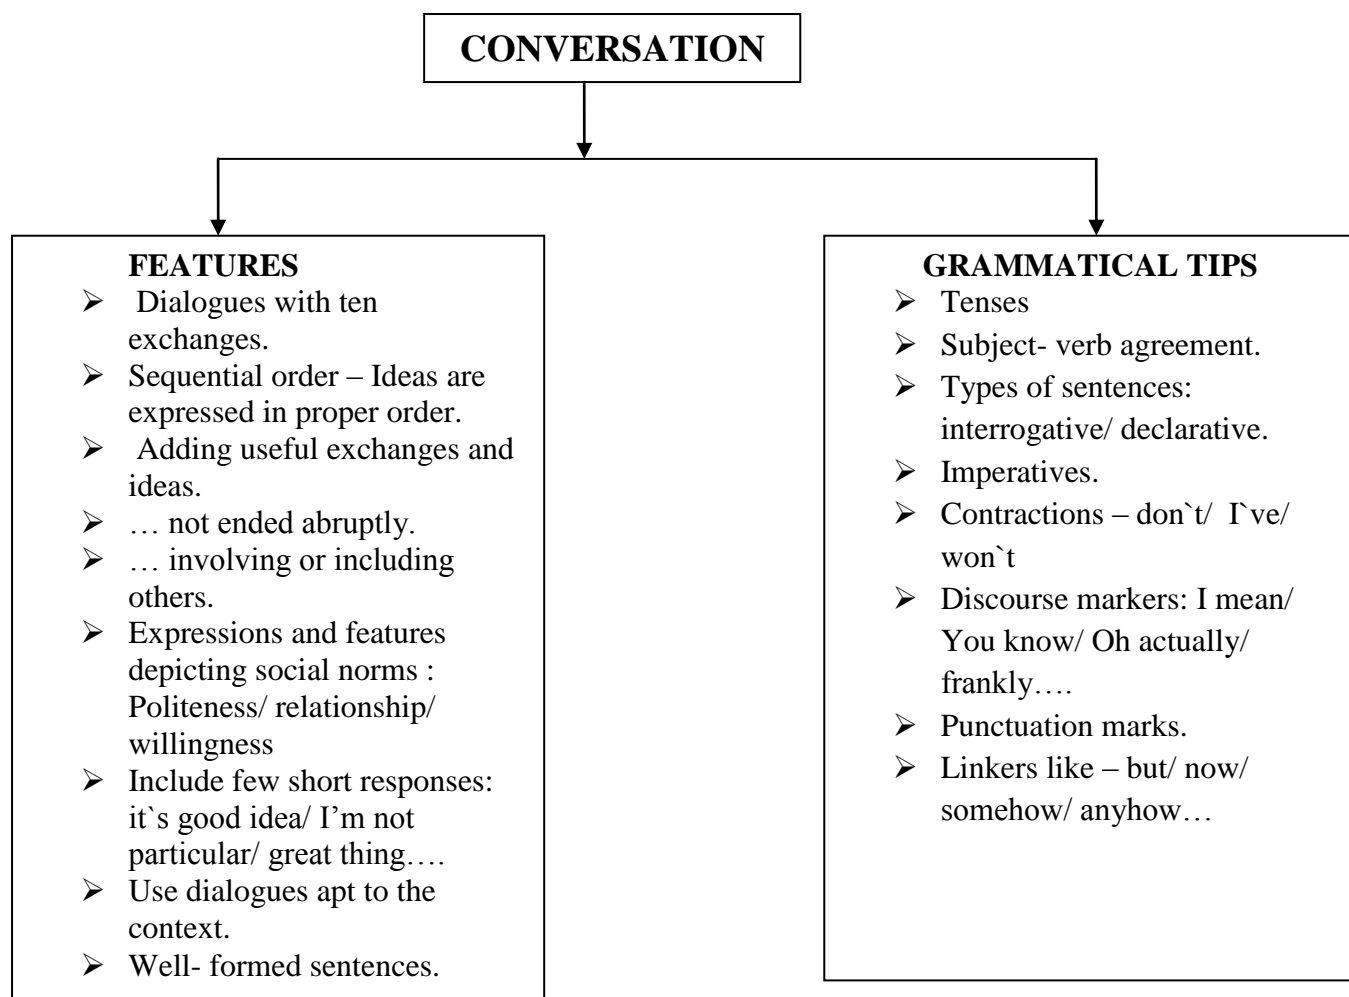 CONVERSATION
FEATURES
➢ Dialogues with ten
exchanges.
➢ Sequential order – Ideas are
expressed in proper order.
➢ Adding useful exchanges and
ideas.
➢ … not ended abruptly.
➢ … involving or including
others.
➢ Expressions and features
depicting social norms :
Politeness/ relationship/
willingness
➢ Include few short responses:
it`s good idea/ I’m not
particular/ great thing….
➢ Use dialogues apt to the
context.
➢ Well- formed sentences.
GRAMMATICAL TIPS
➢ Tenses
➢ Subject- verb agreement.
➢ Types of sentences:
interrogative/ declarative.
➢ Imperatives.
➢ Contractions – don`t/ I`ve/
won`t
➢ Discourse markers: I mean/
You know/ Oh actually/
frankly….
➢ Punctuation marks.
➢ Linkers like – but/ now/
somehow/ anyhow…